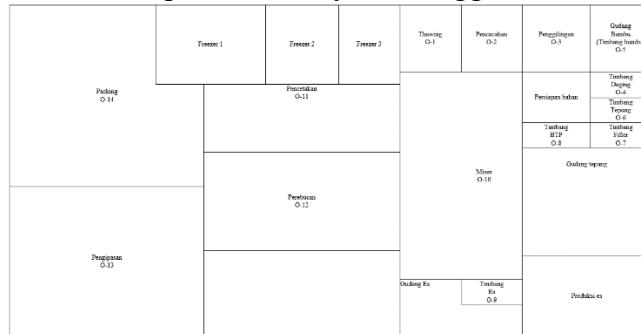 Freezer 1
Freezer 2
Freezer 3
Thawing
O-1
Pencacahan
O-2
Penggilingan
O-3
Gudang
Bumbu
(Timbang bumbu)
O-5
Packing
O-14
Pencetakan
O-11
Persiapan bahan
Timbang
Daging
O-4
Timbang
Tepung
O-6
Timbang
BTP
O-8
Timbang
Filler
O-7
Mixer
O-10
Gudang tepung
Perebusan
O-12
Pengipasan
O-13
Gudang Es
Timbang
Es
O-9
Produksi es